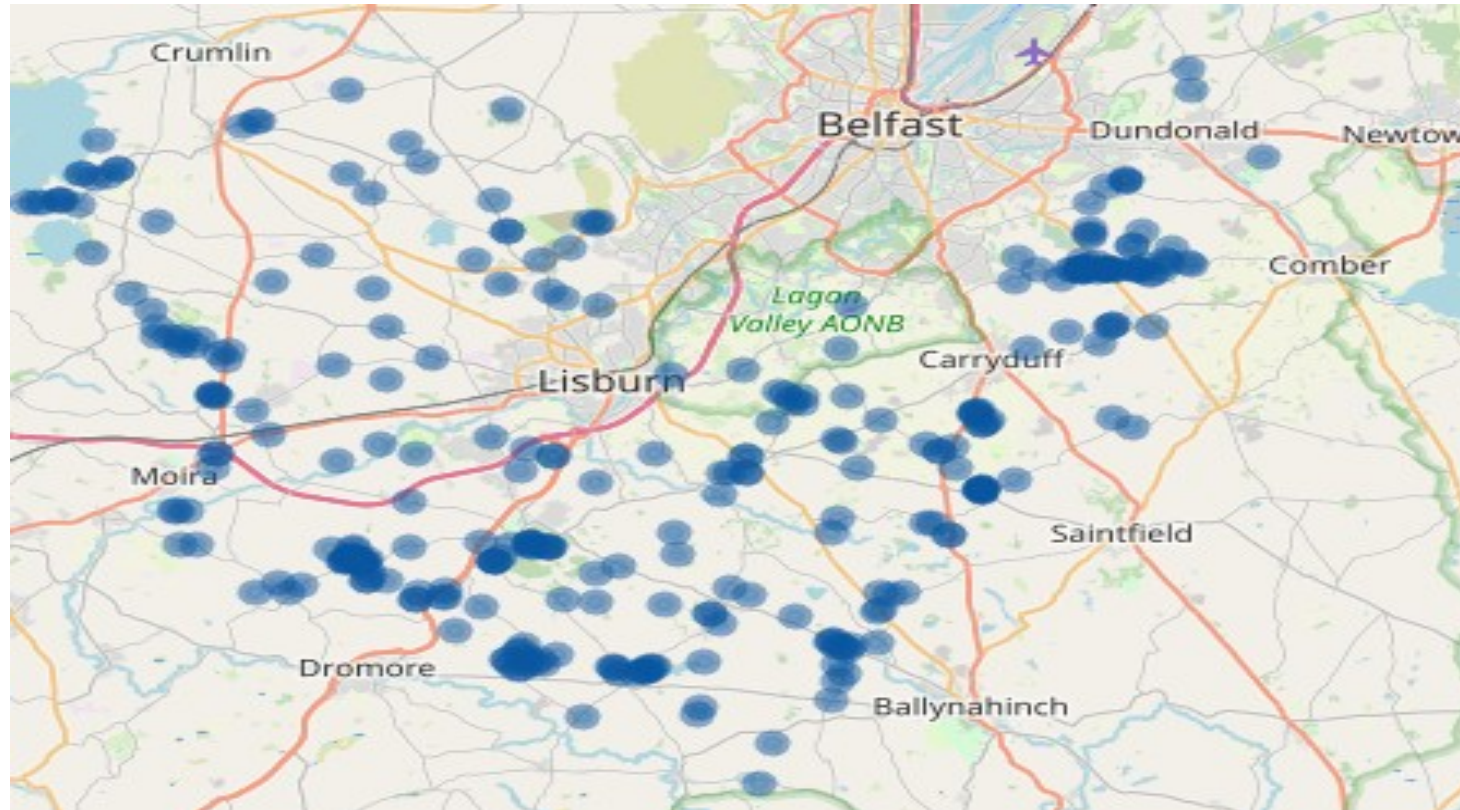 Crumlin
Belfast
Dundonald
Newtow
Comber
Lagan
Valley AONB
Carryduff
Lisburn
Moira
Saintfield
Dromore
Ballynahinch